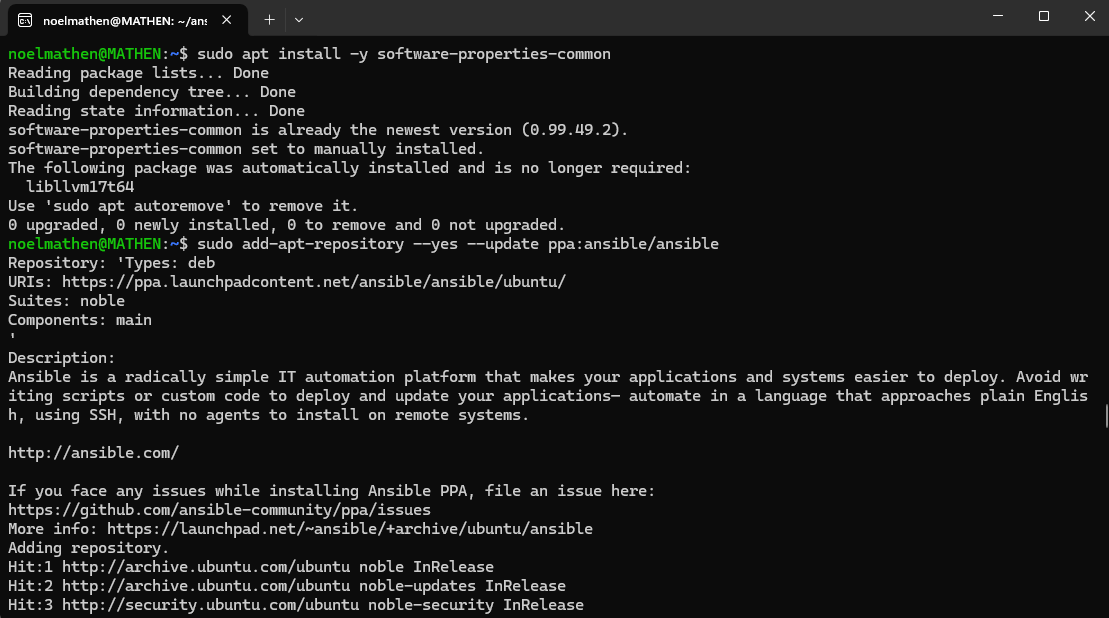 noelmathen@MATHEN: ~/ans
noelmathen@MATHEN:~$ sudo apt install -y software-properties-common
Reading package lists... Done
Building dependency tree... Done
Reading state information... Done
software-properties-common is already the newest version (0.99.49.2).
software-properties-common set to manually installed.
The following package was automatically installed and is no longer required:
  libllvm17t64
Use 'sudo apt autoremove' to remove it.
0 upgraded, 0 newly installed, 0 to remove and 0 not upgraded.
noelmathen@MATHEN:~$ sudo add-apt-repository --yes --update ppa:ansible/ansible
Repository: 'Types: deb
URIs: https://ppa.launchpadcontent.net/ansible/ansible/ubuntu/
Suites: noble
Components: main
'
Description:
Ansible is a radically simple IT automation platform that makes your applications and systems easier to deploy. Avoid wr
iting scripts or custom code to deploy and update your applications— automate in a language that approaches plain Englis
h, using SSH, with no agents to install on remote systems.
http://ansible.com/
If you face any issues while installing Ansible PPA, file an issue here:
https://github.com/ansible-community/ppa/issues
More info: https://launchpad.net/~ansible/+archive/ubuntu/ansible
Adding repository.
Hit:1 http://archive.ubuntu.com/ubuntu noble InRelease
Hit:2 http://archive.ubuntu.com/ubuntu noble-updates InRelease
Hit:3 http://security.ubuntu.com/ubuntu noble-security InRelease